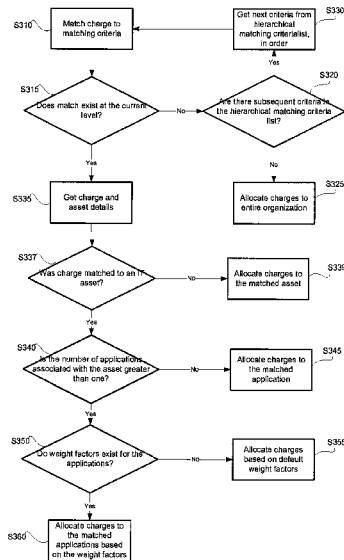 S310
Match charge to
matching criteria
Get next criteria from
hierarchical
matching criterialist,
in order
S330
Yes
S315
Does match exist at the current
level?
No
S320
Are there subsequent criteria in
the hierarchical matching criteria
list?
Yes
No
S335
Get charge and
asset details
Allocate charges to
entire organization
S325
S337
Was charge matched to an IT
asset?
No
Allocate charges to
the matched asset
S339
Yes
S340
Is the number of applications
associated with the asset greater
than one?
No
Allocate charges to
the matched
application
S345
Yes
S350
Do weight factors exist for the
applications?
No
Allocate charges
based on default
weight factors
S355
Yes
S360
Allocate charges to
the matched
applications based
on the weight factors